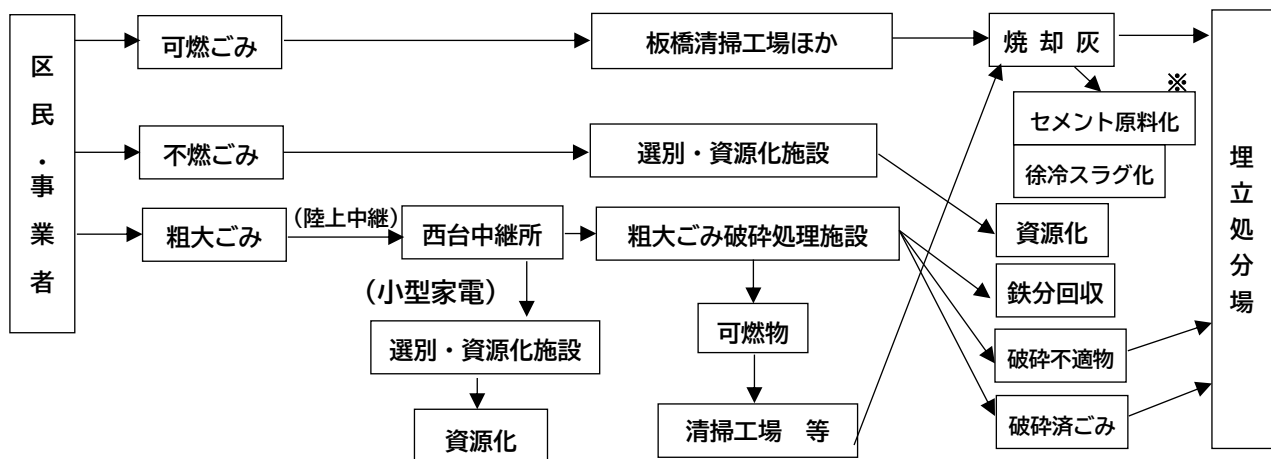 区民・事業者
可燃ごみ
板橋清掃工場ほか
焼却灰
※
セメント原料化
徐冷スラグ化
不燃ごみ
選別・資源化施設
資源化
粗大ごみ
（陸上中継）
西台中継所
粗大ごみ破砕処理施設
鉄分回収
（小型家電）
選別・資源化施設
資源化
可燃物
清掃工場　等
破砕不適物
破砕済ごみ
埋立処分場